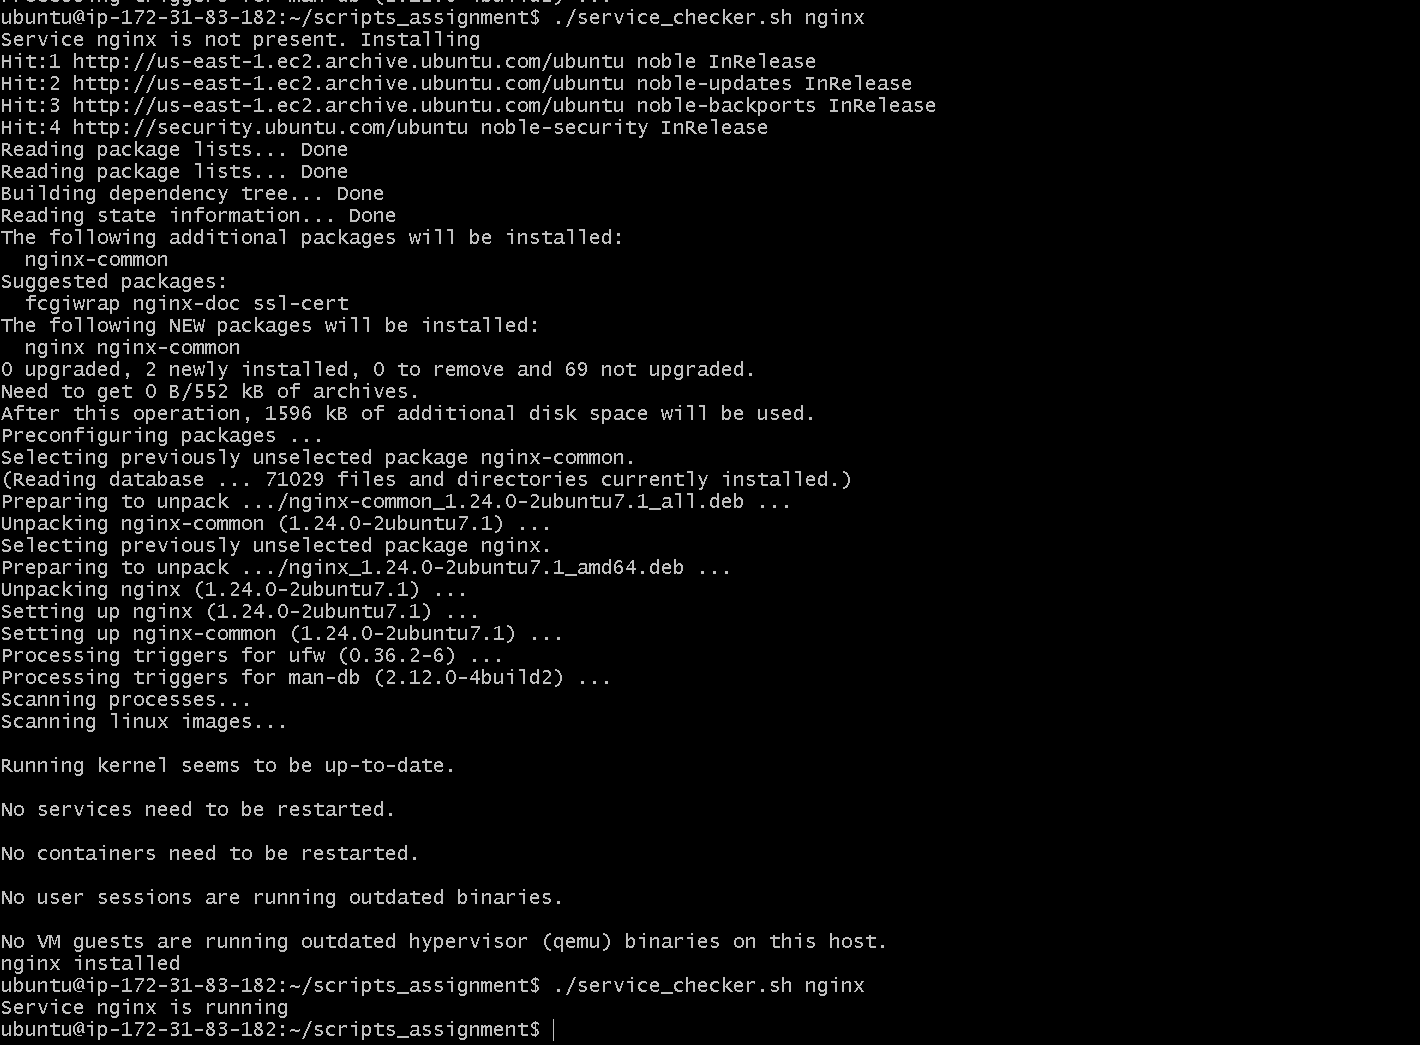 Processing triggers for man-db (2.12.0-4build2) ...
ubuntu@ip-172-31-83-182:~/scripts_assignment$ ./service_checker.sh nginx
Service nginx is not present. Installing
Hit:1 http://us-east-1.ec2.archive.ubuntu.com/ubuntu noble InRelease
Hit:2 http://us-east-1.ec2.archive.ubuntu.com/ubuntu noble-updates InRelease
Hit:3 http://us-east-1.ec2.archive.ubuntu.com/ubuntu noble-backports InRelease
Hit:4 http://security.ubuntu.com/ubuntu noble-security InRelease
Reading package lists... Done
Reading package lists... Done
Building dependency tree... Done
Reading state information... Done
The following additional packages will be installed:
  nginx-common
Suggested packages:
  fcgiwrap nginx-doc ssl-cert
The following NEW packages will be installed:
  nginx nginx-common
0 upgraded, 2 newly installed, 0 to remove and 69 not upgraded.
Need to get 0 B/552 kB of archives.
After this operation, 1596 kB of additional disk space will be used.
Preconfiguring packages ...
Selecting previously unselected package nginx-common.
(Reading database ... 71029 files and directories currently installed.)
Preparing to unpack .../nginx-common_1.24.0-2ubuntu7.1_all.deb ...
Unpacking nginx-common (1.24.0-2ubuntu7.1) ...
Selecting previously unselected package nginx.
Preparing to unpack .../nginx_1.24.0-2ubuntu7.1_amd64.deb ...
Unpacking nginx (1.24.0-2ubuntu7.1) ...
Setting up nginx (1.24.0-2ubuntu7.1) ...
Setting up nginx-common (1.24.0-2ubuntu7.1) ...
Processing triggers for ufw (0.36.2-6) ...
Processing triggers for man-db (2.12.0-4build2) ...
Scanning processes...
Scanning linux images...
Running kernel seems to be up-to-date.
No services need to be restarted.
No containers need to be restarted.
No user sessions are running outdated binaries.
No VM guests are running outdated hypervisor (qemu) binaries on this host.
nginx installed
ubuntu@ip-172-31-83-182:~/scripts_assignment$ ./service_checker.sh nginx
Service nginx is running
ubuntu@ip-172-31-83-182:~/scripts_assignment$